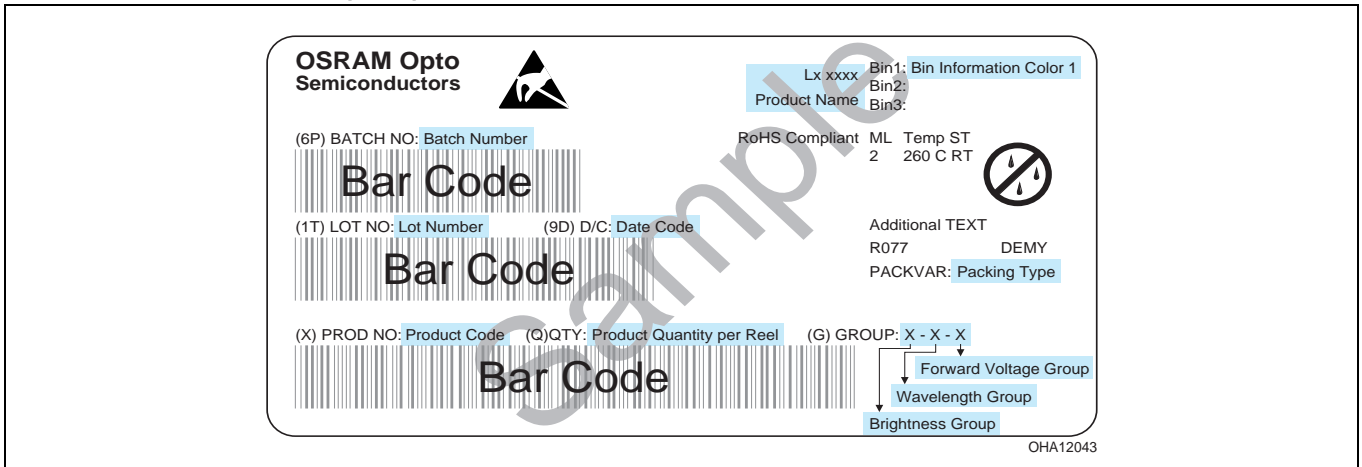 OSRAM Opto
Semiconductors
Lx xxxx
Product Name
Bin1: Bin Information Color 1
Bin2:
Bin3:
(6P) BATCH NO: Batch Number
Bar Code
RoHS Compliant
ML Temp ST
2 260 C RT
(1T) LOT NO: Lot Number (9D) D/C: Date Code
Bar Code
Additional TEXT
R077 DEMY
PACKVAR: Packing Type
(X) PROD NO: Product Code (Q)QTY: Product Quantity per Reel (G) GROUP: X - X - X
Bar Code
Forward Voltage Group
Wavelength Group
Brightness Group
Sample
OHA12043